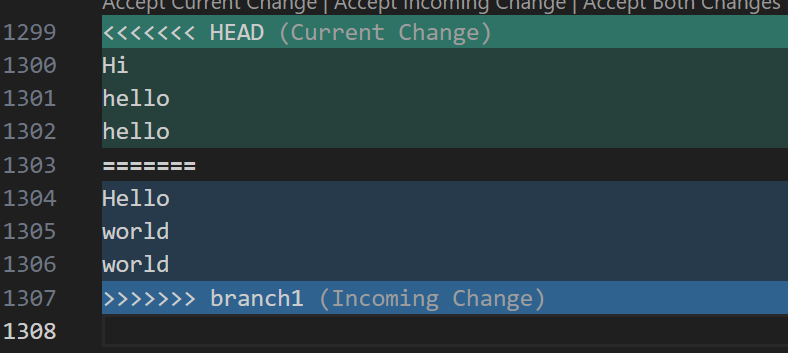 Accept Current Change | Accept Incoming Change | Accept Both Changes
1299 <<<<<<< HEAD (Current Change)
1300 Hi
1301 hello
1302 hello
1303 =======
1304 Hello
1305 world
1306 world
1307 >>>>>>> branch1 (Incoming Change)
1308